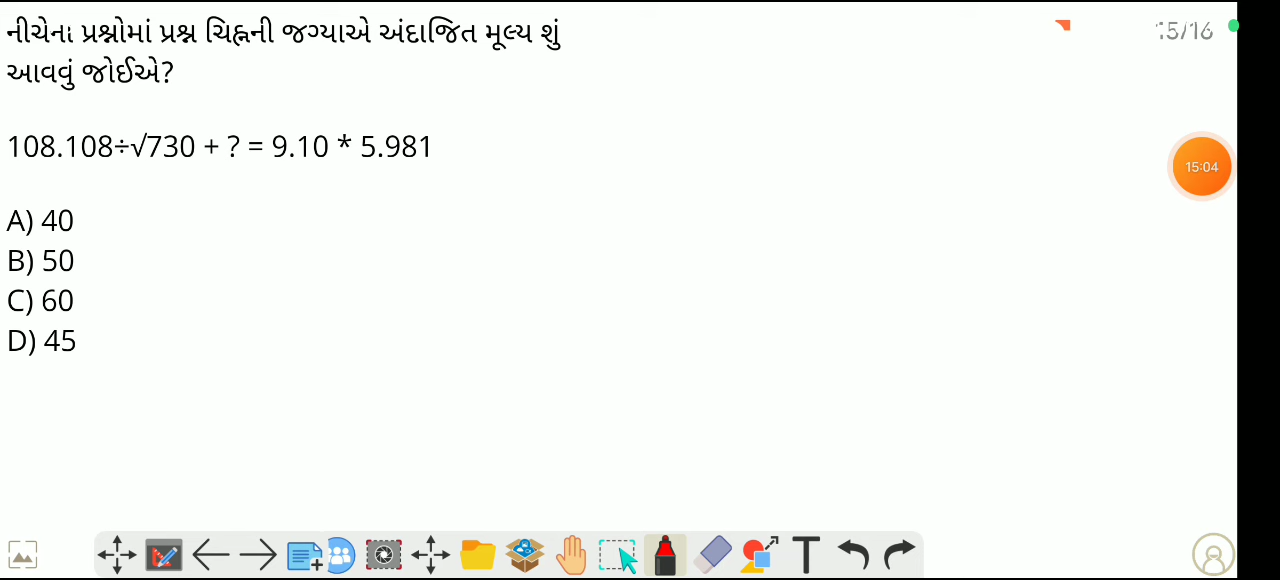 નીચેના પ્રશ્નોમાં પ્રશ્ન ચિહ્નની જગ્યાએ અંદાજિત મૂલ્ય શું
આવવું જોઈએ?
15/16
108.108÷√730 + ? = 9.10 * 5.981
15:04
A) 40
B) 50
C) 60
D) 45
T